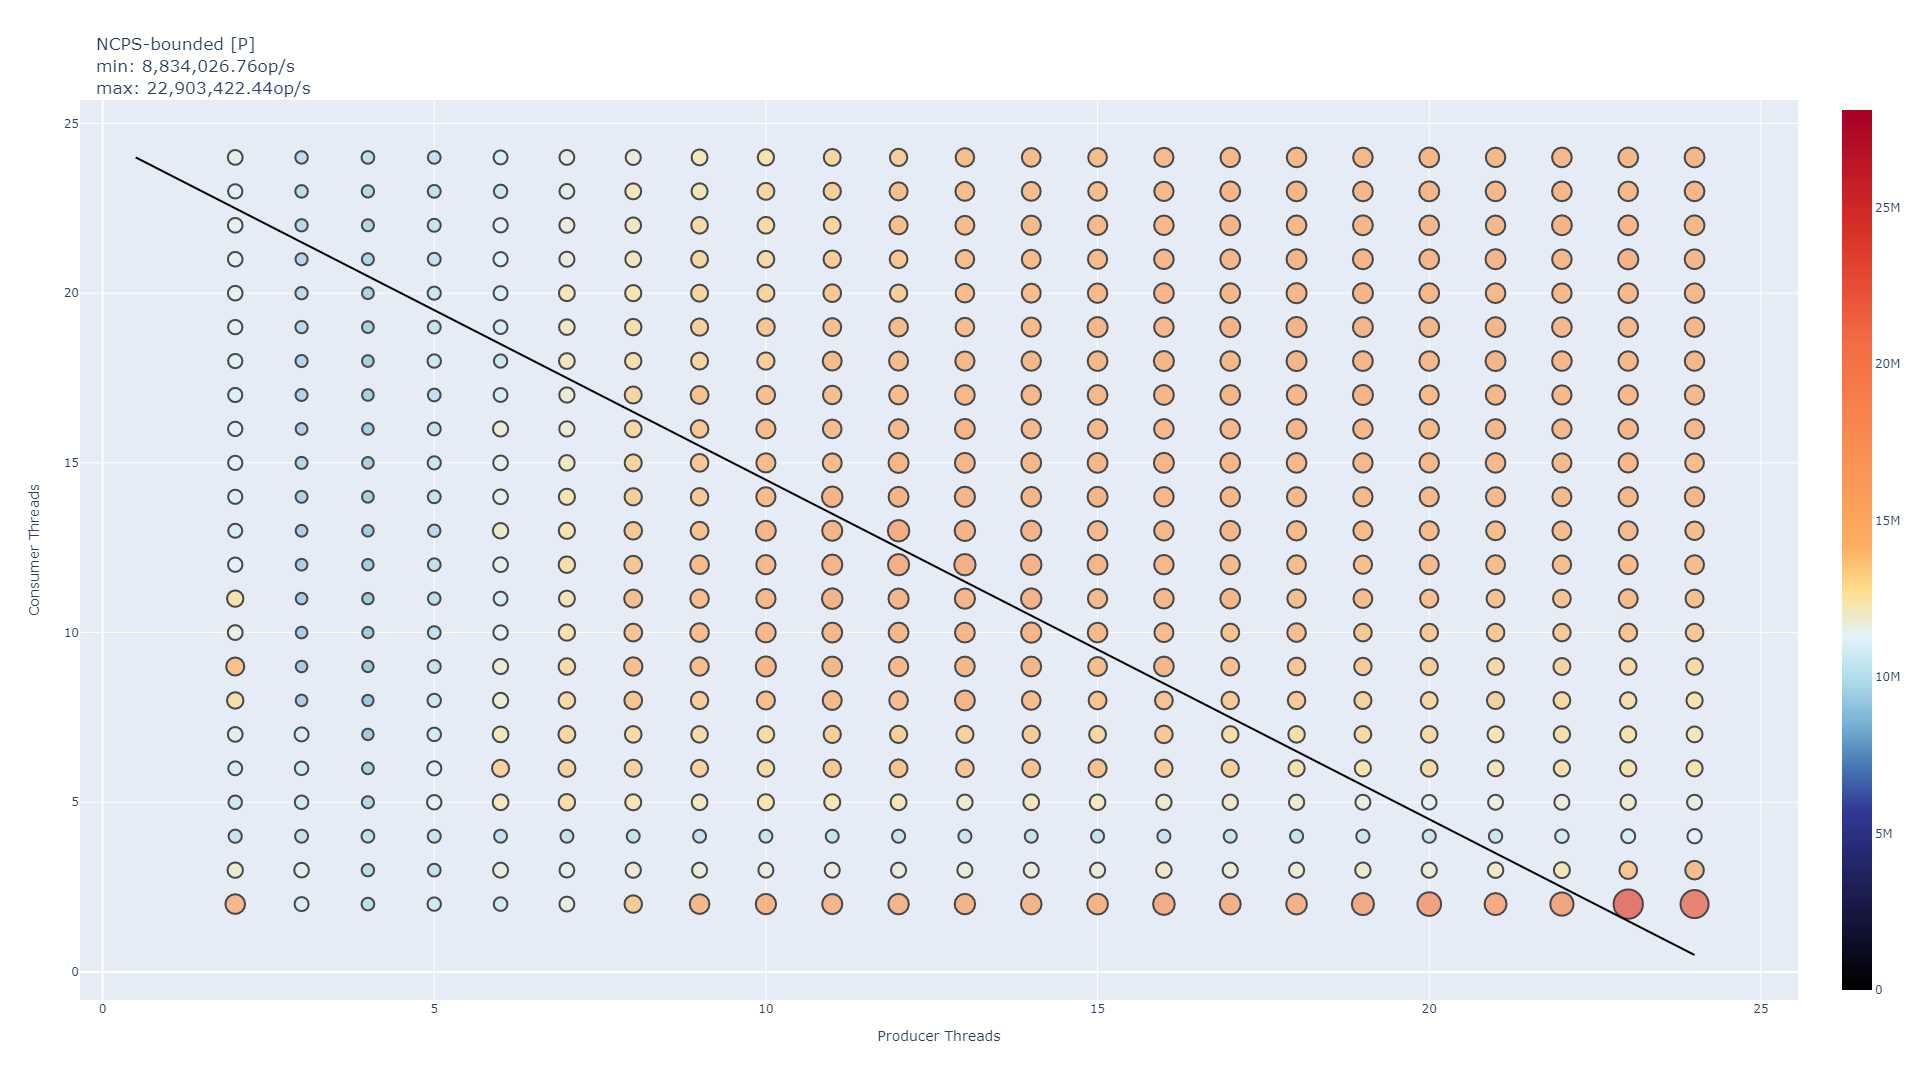 NCPS-bounded [P]
min: 8,834,026.76op/s
max: 22,903,422.44op/s
25
20
15
10
5
0
Consumer Threads
0
5
10
15
20
25
Producer Threads
25M
20M
15M
10M
5M
0